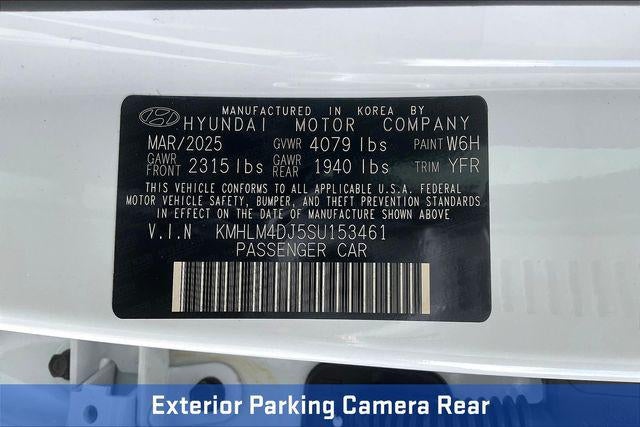 MANUFACTURED IN KOREA BY
HYUNDAI MOTOR COMPANY
MAR/2025 GVWR 4079 lbs PAINT W6H
GAWR FRONT 2315 lbs GAWR REAR 1940 lbs TRIM YFR
THIS VEHICLE CONFORMS TO ALL APPLICABLE U.S.A. FEDERAL
MOTOR VEHICLE SAFETY, BUMPER, AND THEFT PREVENTION STANDARDS
IN EFFECT ON THE DATE OF MANUFACTURE SHOWN ABOVE.
V.I.N KMHLM4DJ5SU153461
PASSENGER CAR
Exterior Parking Camera Rear